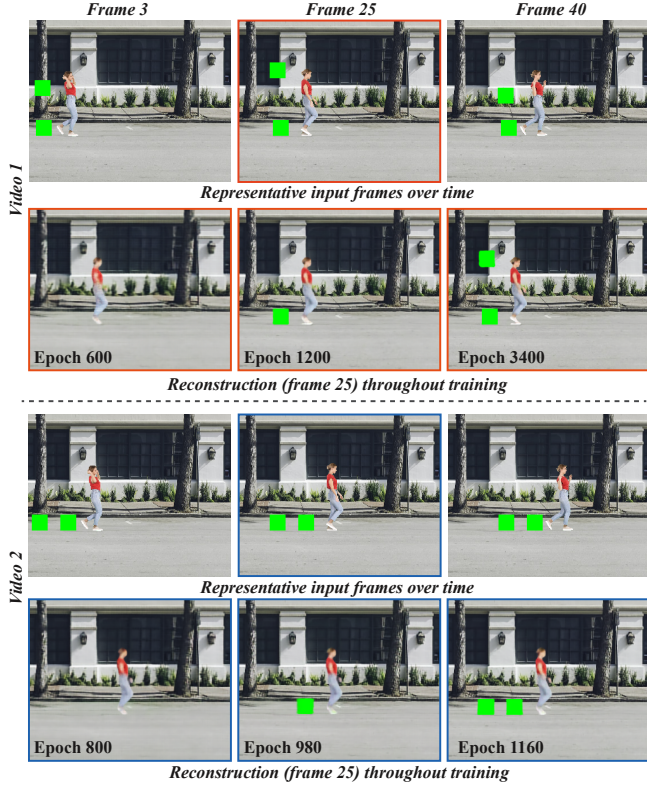 Frame 3 Frame 25 Frame 40
Video 1
Representative input frames over time
Epoch 600 Epoch 1200 Epoch 3400
Reconstruction (frame 25) throughout training
Video 2
Representative input frames over time
Epoch 800 Epoch 980 Epoch 1160
Reconstruction (frame 25) throughout training